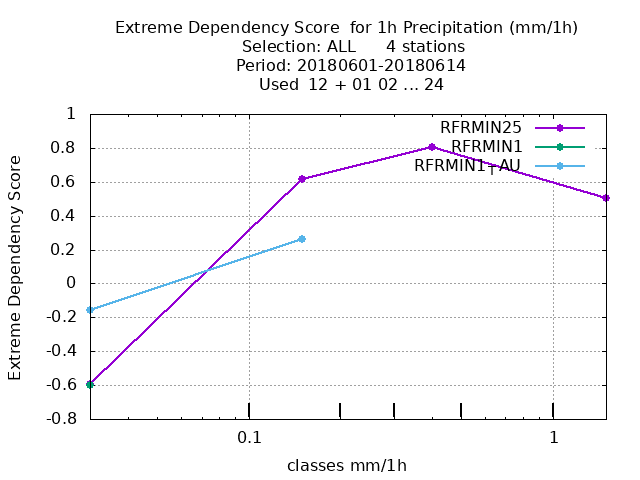 Extreme Dependency Score  for 1h Precipitation (mm/1h)
Selection: ALL      4 stations
Period: 20180601-20180614
Used  12 + 01 02 ... 24
RFRMIN25
RFRMIN1
RFRMIN1+AU
1
0.8
0.6
0.4
0.2
0
-0.2
-0.4
-0.6
-0.8
Extreme Dependency Score
0.1
1
classes mm/1h